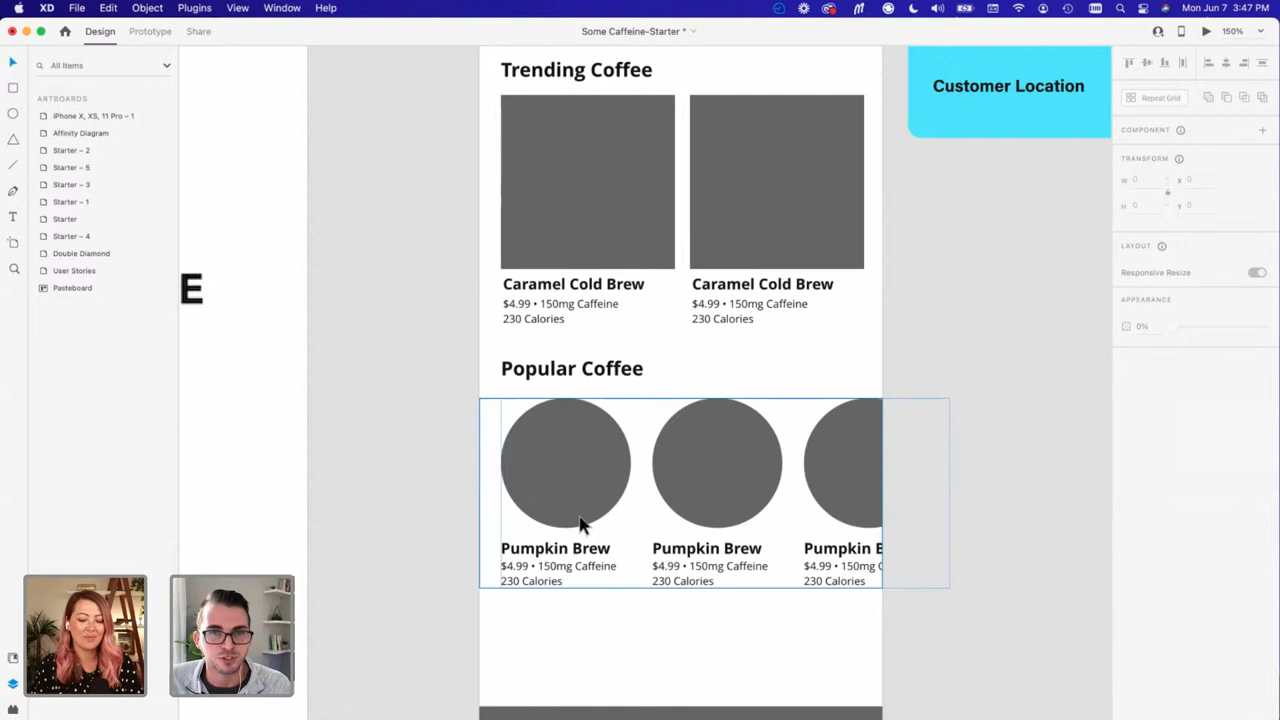 XD File Edit Object View Plugins Window Help Mon Jun 7 3:47 PM
Design Prototype Share Some Caffeine-Starter * 150%
All Items
ARTBOARDS
iPhone X, XS, 11 Pro – 1
Affinity Diagram
Starter – 2
Starter – 5
Starter – 3
Starter – 1
Starter
Starter – 4
Double Diamond
User Stories
Pasteboard
E
Trending Coffee
Caramel Cold Brew
$4.99 • 150mg Caffeine
230 Calories
Caramel Cold Brew
$4.99 • 150mg Caffeine
230 Calories
Popular Coffee
Pumpkin Brew
$4.99 • 150mg Caffeine
230 Calories
Pumpkin Brew
$4.99 • 150mg Caffeine
230 Calories
Pumpkin B
$4.99 • 150mg C
230 Calories
Customer Location
Repeat Grid
COMPONENT
TRANSFORM
W 0 X 0
H 0 Y 0
LAYOUT
Responsive Resize
APPEARANCE
0%